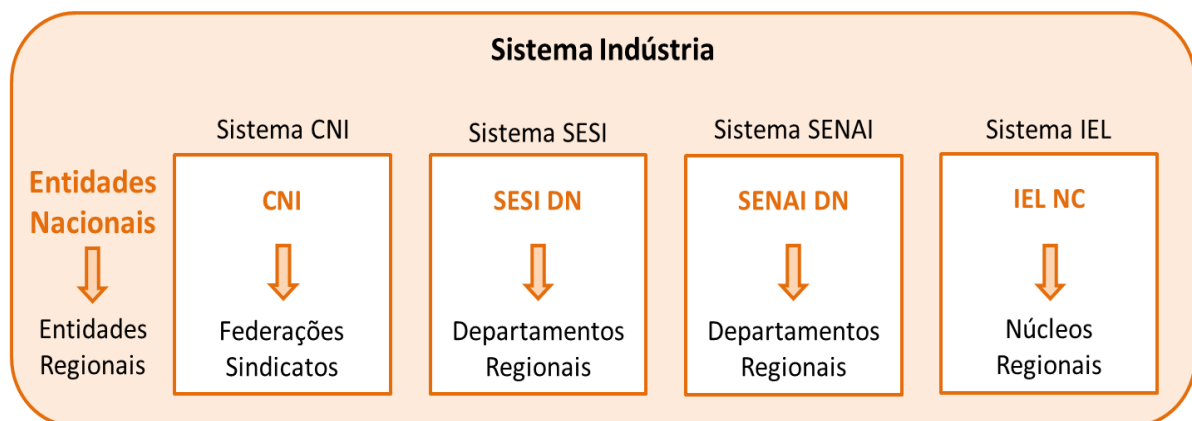 Sistema Indústria
Sistema CNI
Sistema SESI
Sistema SENAI
Sistema IEL
Entidades
Nacionais
Entidades
Regionais
CNI
Federações
Sindicatos
SESI DN
Departamentos
Regionais
SENAI DN
Departamentos
Regionais
IEL NC
Núcleos
Regionais